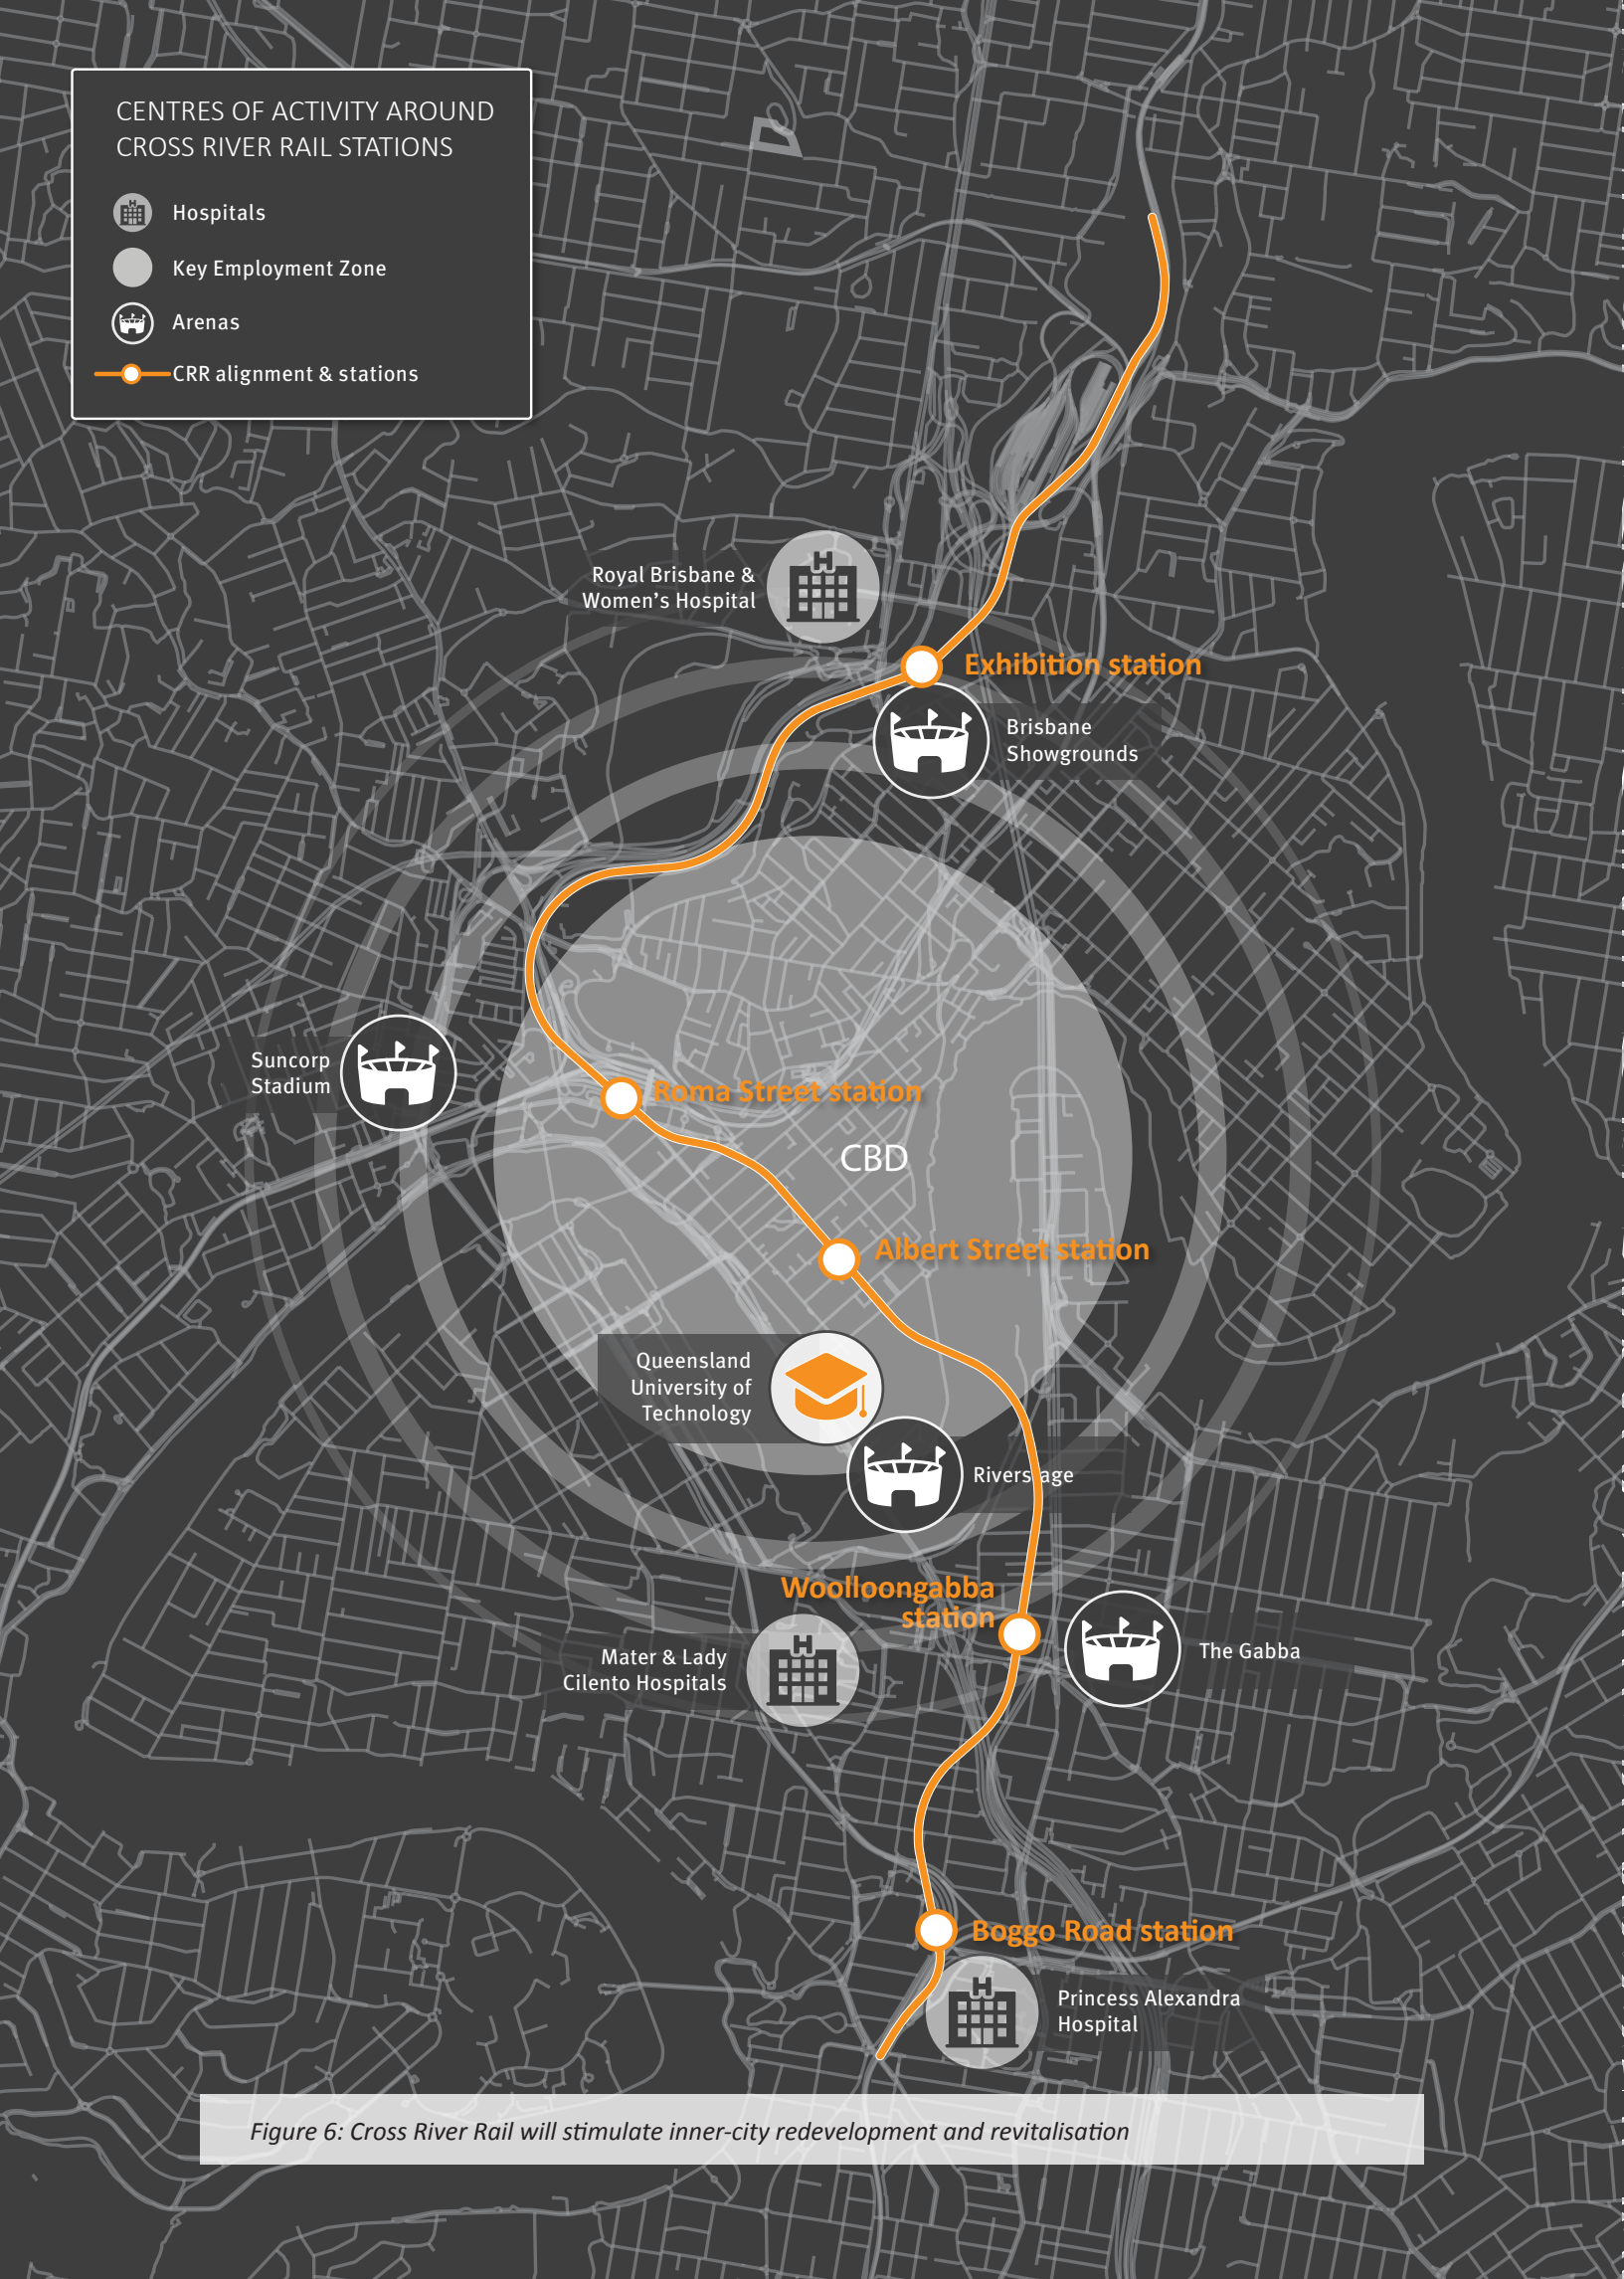 CENTRES OF ACTIVITY AROUND
CROSS RIVER RAIL STATIONS
Hospitals
Key Employment Zone
Arenas
CRR alignment & stations
Royal Brisbane &
Women's Hospital
Exhibition station
Brisbane
Showgrounds
Suncorp
Stadium
Roma Street station
CBD
Albert Street station
Queensland
University of
Technology
Riverstage
Woolloongabba
station
Mater & Lady
Cilento Hospitals
The Gabba
Boggo Road station
Princess Alexandra
Hospital
Figure 6: Cross River Rail will stimulate inner-city redevelopment and revitalisation